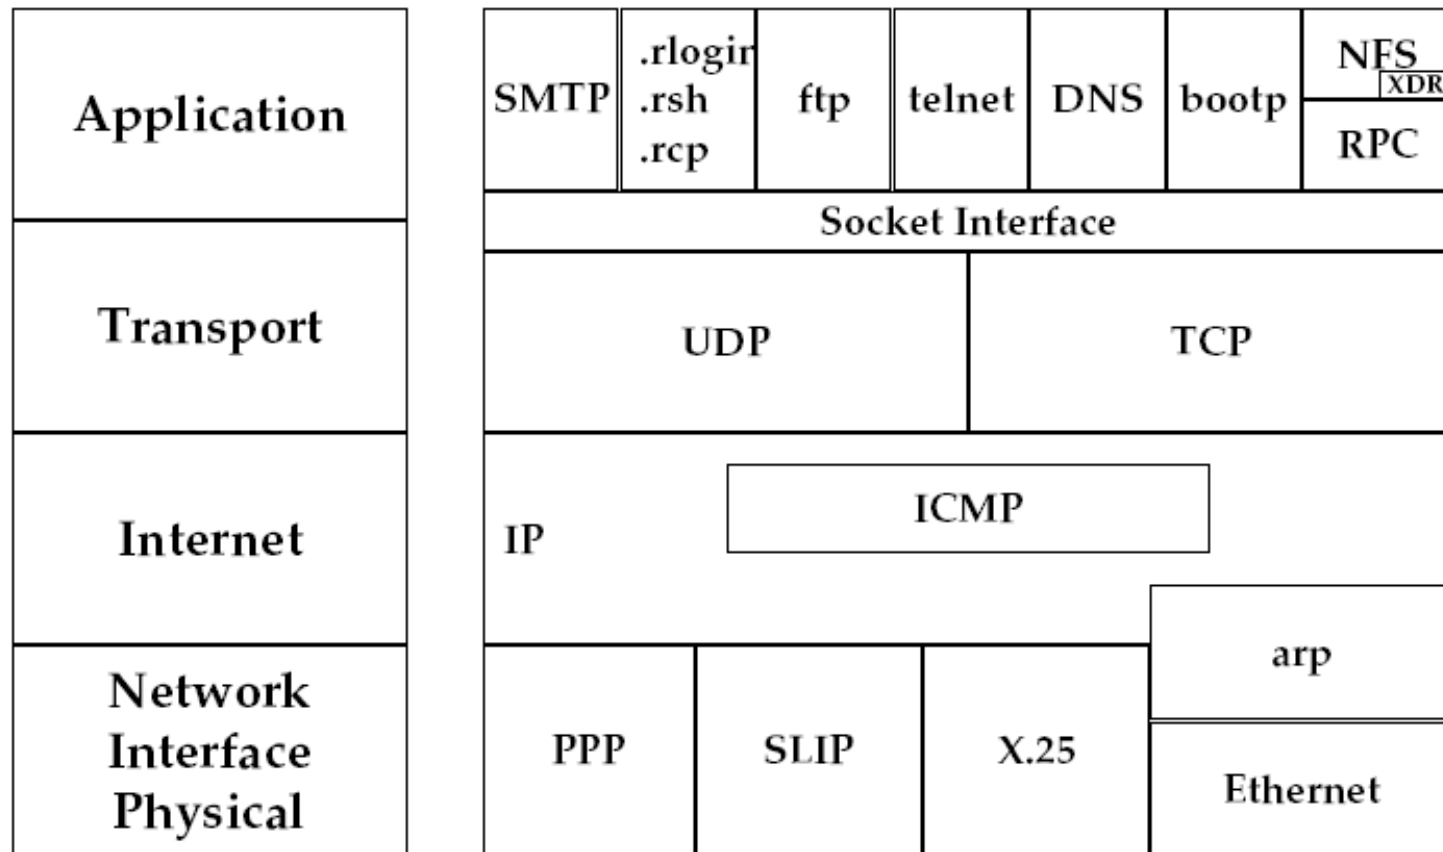 Application
Transport
Internet
Network
Interface
Physical
SMTP
.rlogin
.rsh
.rcp
ftp
telnet
DNS
bootp
NFS
XDR
RPC
Socket Interface
UDP
TCP
IP
ICMP
arp
PPP
SLIP
X.25
Ethernet